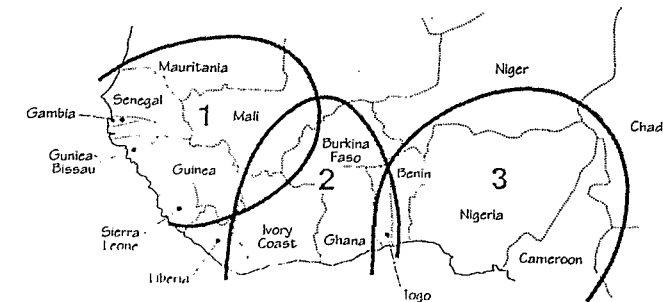 Mauritania
Niger
Senegal
1
Mali
Gambia
Chad
Burkina
Faso
Guniea-
Bissau
Guinea
2
Benin
3
Nigeria
Sierra
Leone
Ivory
Coast
Ghana
Cameroon
Liberia
Togo